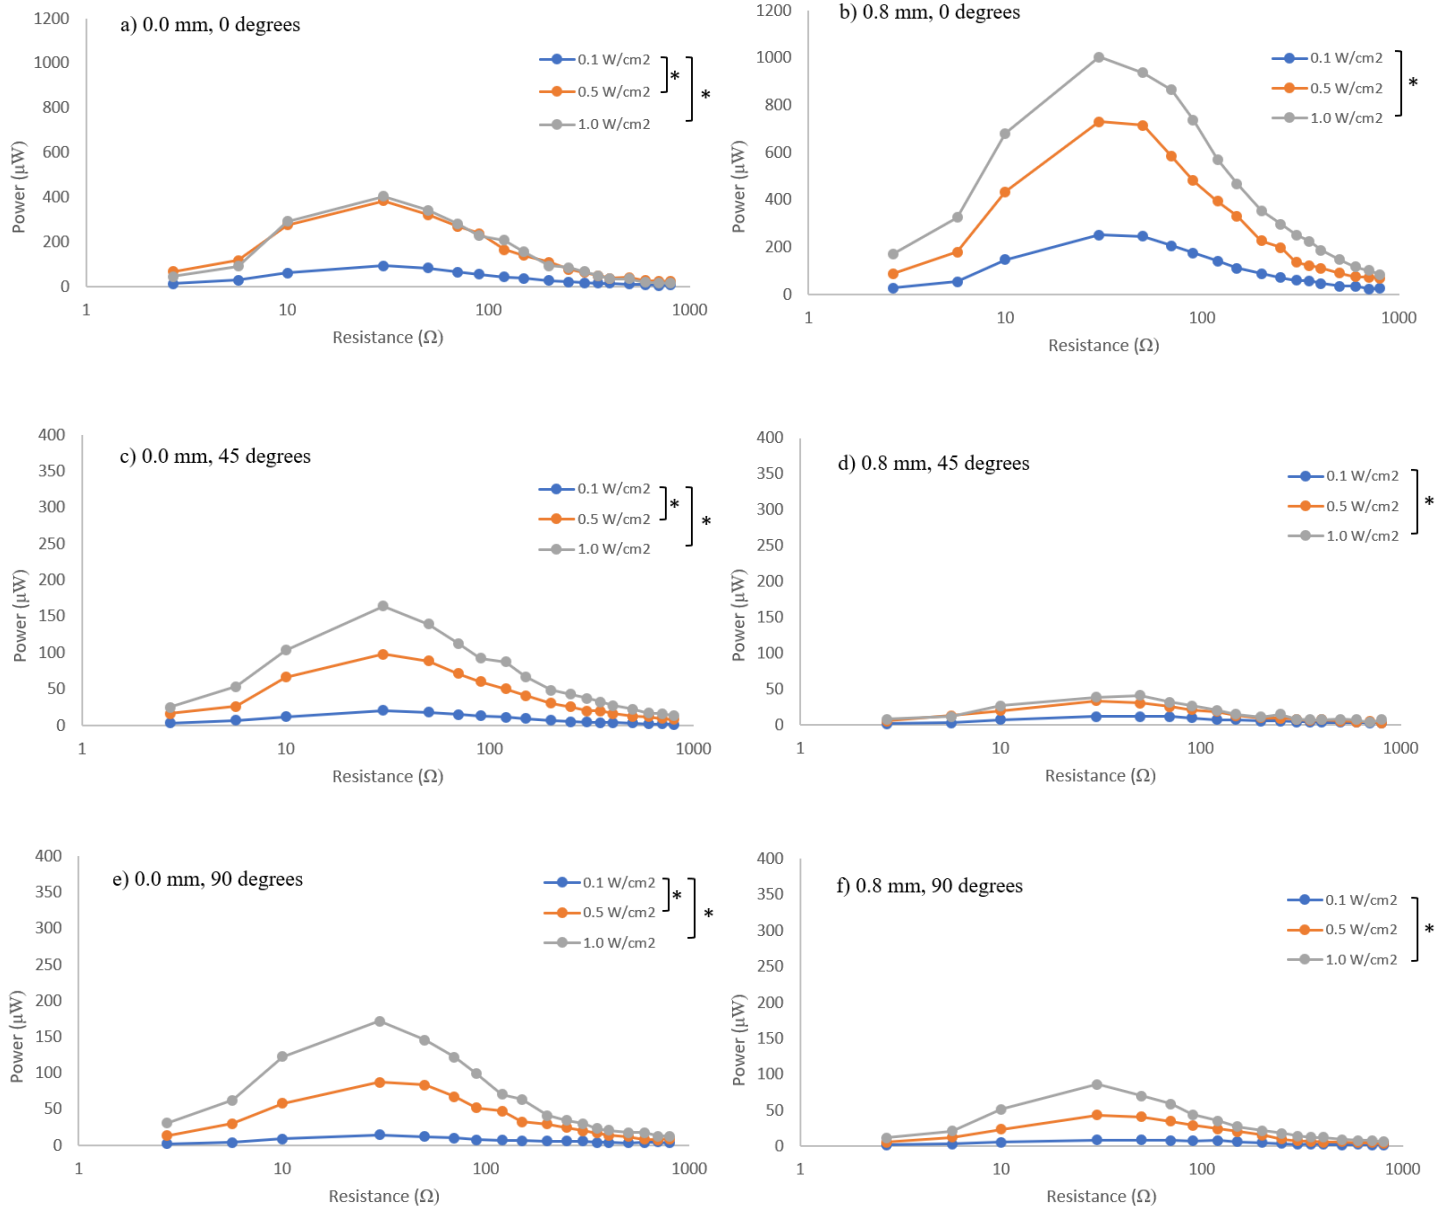 a) 0.0 mm, 0 degrees
1200
1000
800
600
400
200
0
Power (μW)
1
10
100
1000
Resistance (Ω)
0.1 W/cm2
0.5 W/cm2
1.0 W/cm2
*
*
b) 0.8 mm, 0 degrees
1200
1000
800
600
400
200
0
Power (μW)
1
10
100
1000
Resistance (Ω)
0.1 W/cm2
0.5 W/cm2
1.0 W/cm2
*
c) 0.0 mm, 45 degrees
400
350
300
250
200
150
100
50
0
Power (μW)
1
10
100
1000
Resistance (Ω)
0.1 W/cm2
0.5 W/cm2
1.0 W/cm2
*
*
d) 0.8 mm, 45 degrees
400
350
300
250
200
150
100
50
0
Power (μW)
1
10
100
1000
Resistance (Ω)
0.1 W/cm2
0.5 W/cm2
1.0 W/cm2
*
e) 0.0 mm, 90 degrees
400
350
300
250
200
150
100
50
0
Power (μW)
1
10
100
1000
Resistance (Ω)
0.1 W/cm2
0.5 W/cm2
1.0 W/cm2
*
*
f) 0.8 mm, 90 degrees
400
350
300
250
200
150
100
50
0
Power (μW)
1
10
100
1000
Resistance (Ω)
0.1 W/cm2
0.5 W/cm2
1.0 W/cm2
*